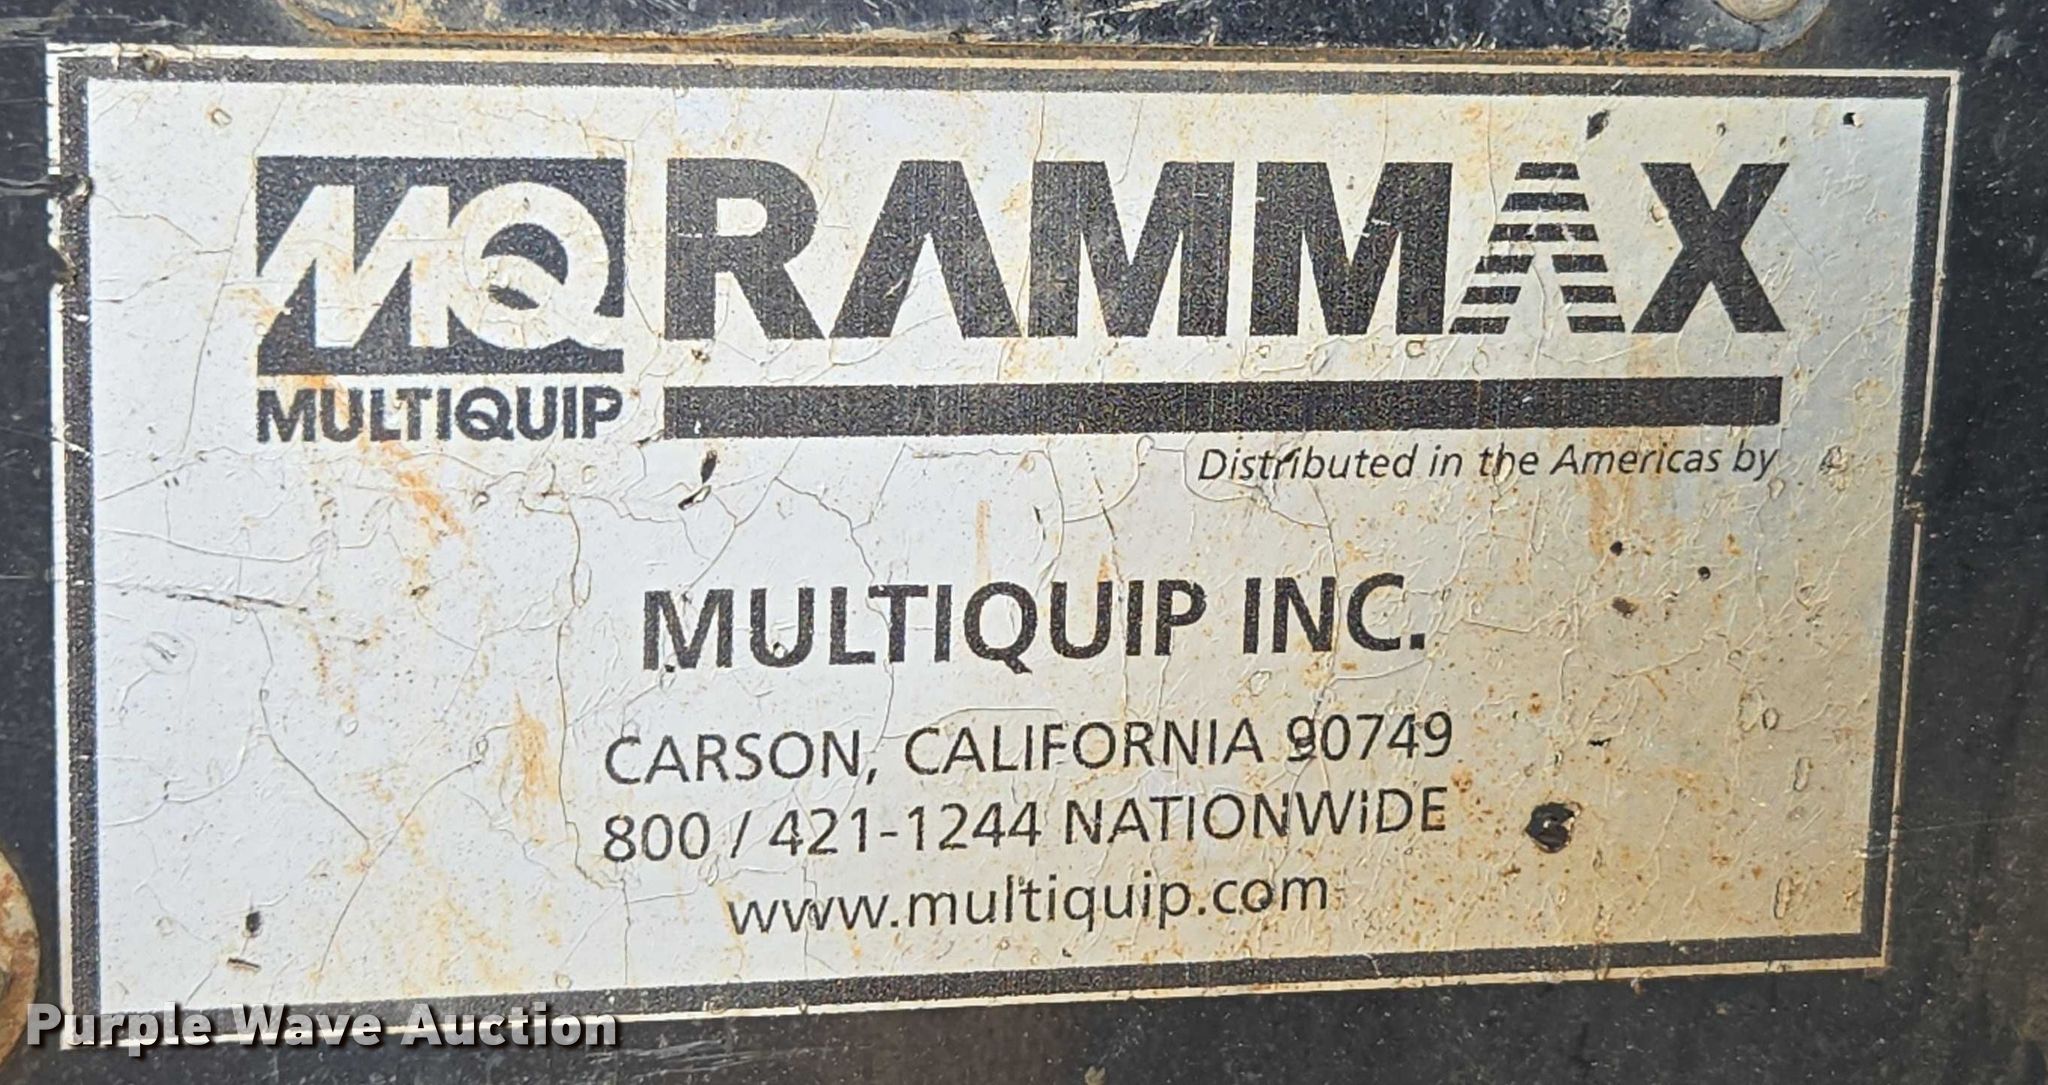 MQ RAMMAX
MULTIQUIP
Distributed in the Americas by
MULTIQUIP INC.
CARSON, CALIFORNIA 90749
800 / 421-1244 NATIONWiDE
www.multiquip.com
Purple Wave Auction